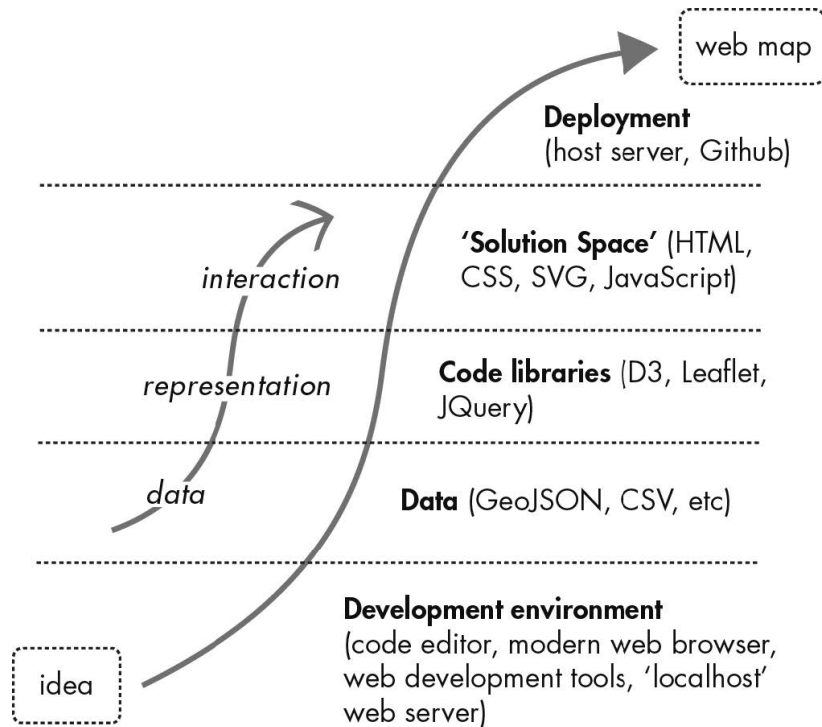 web map
Deployment
(host server, Github)
'Solution Space' (HTML,
CSS, SVG, JavaScript)
interaction
Code libraries (D3, Leaflet,
JQuery)
representation
data
Data (GeoJSON, CSV, etc)
Development environment
(code editor, modern web browser,
web development tools, 'localhost'
web server)
idea